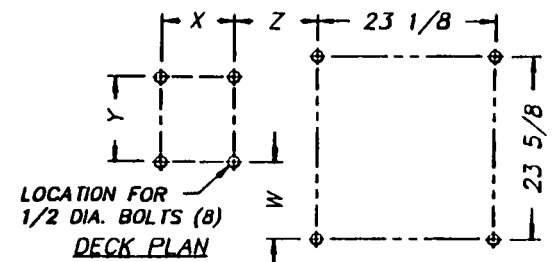 X
Z
23 1/8
Y
W
23 5/8
LOCATION FOR
1/2 DIA. BOLTS (8)
DECK PLAN